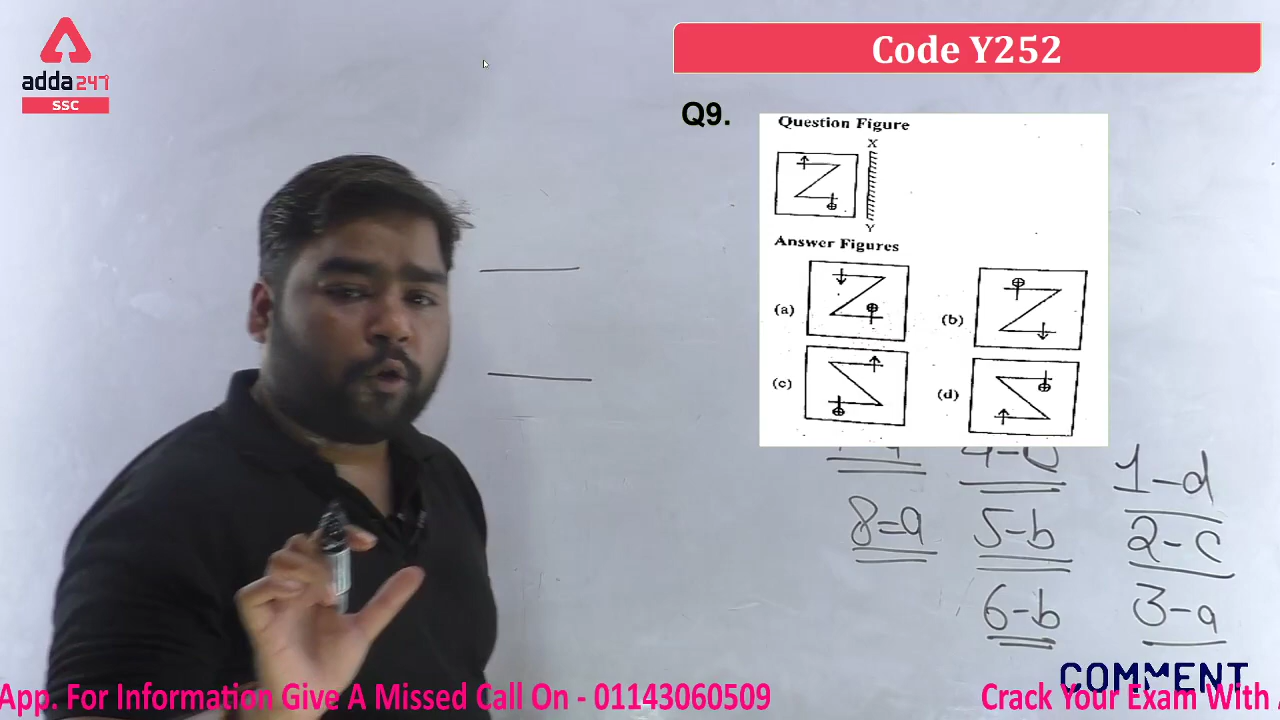 adda247
SSC
Code Y252
Q9.
Question Figure
X
Y
Answer Figures
(a)
(b)
(c)
(d)
1-d
8=a
5-b
2-c
6-b
3-a
COMMENT
App. For Information Give A Missed Call On - 01143060509
Crack Your Exam With